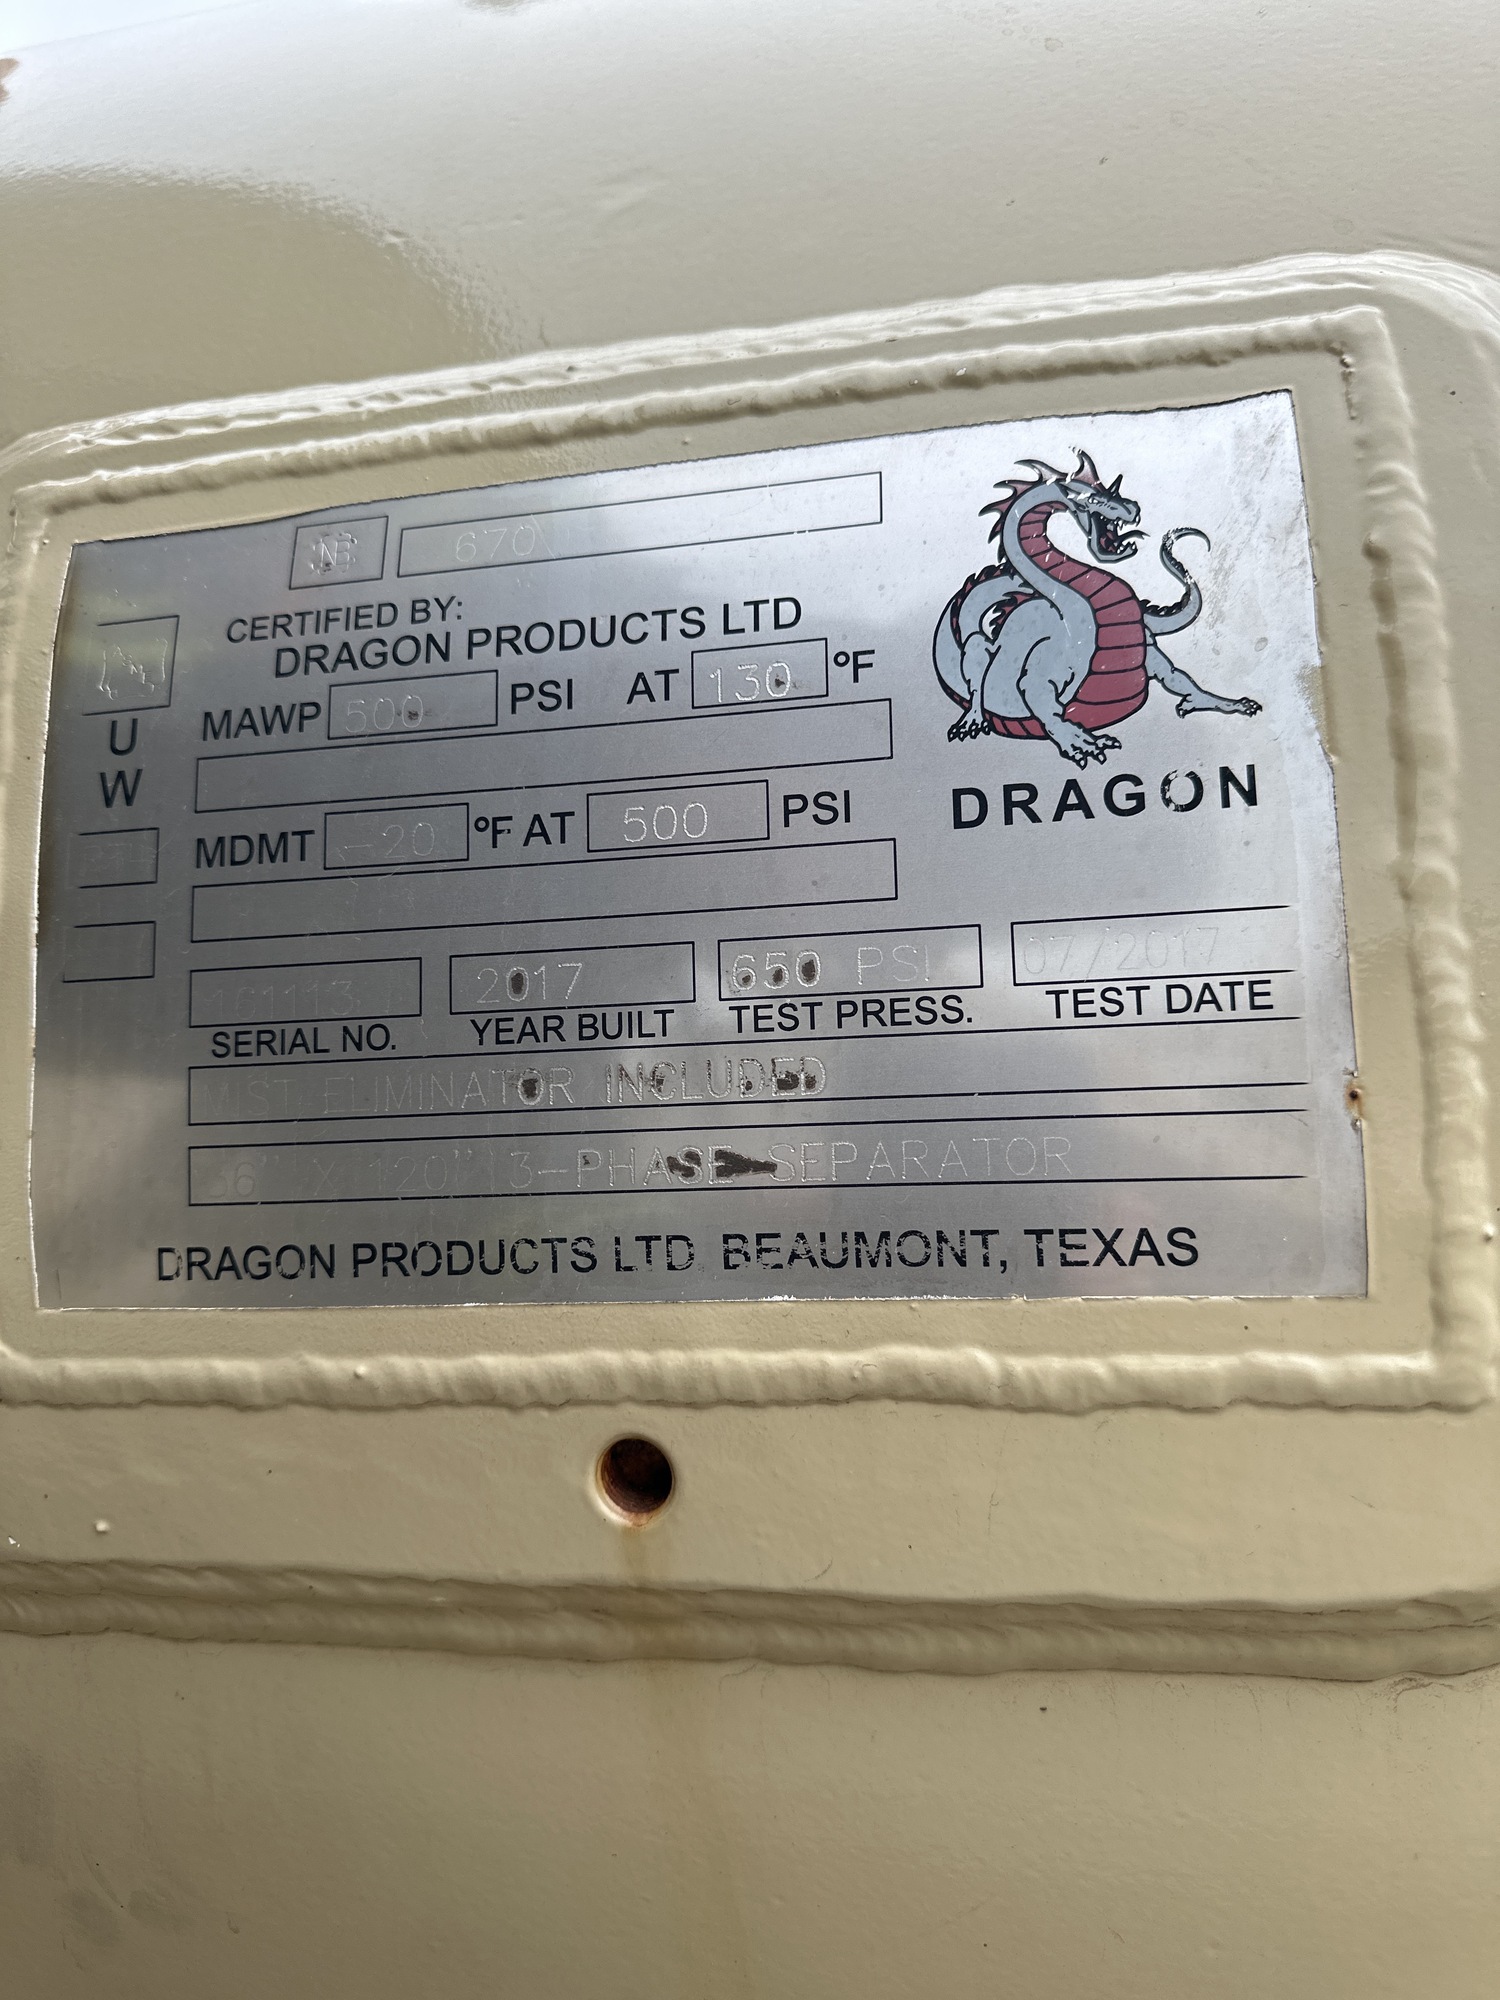 NB 670
CERTIFIED BY:
DRAGON PRODUCTS LTD
MAWP 500 PSI AT 130 °F
U
W
MDMT -20 °F AT 500 PSI
DRAGON
2017 650 PSI 07/2017
SERIAL NO. YEAR BUILT TEST PRESS. TEST DATE
MIST ELIMINATOR INCLUDED
36" X 120" 3-PHASE SEPARATOR
DRAGON PRODUCTS LTD BEAUMONT, TEXAS